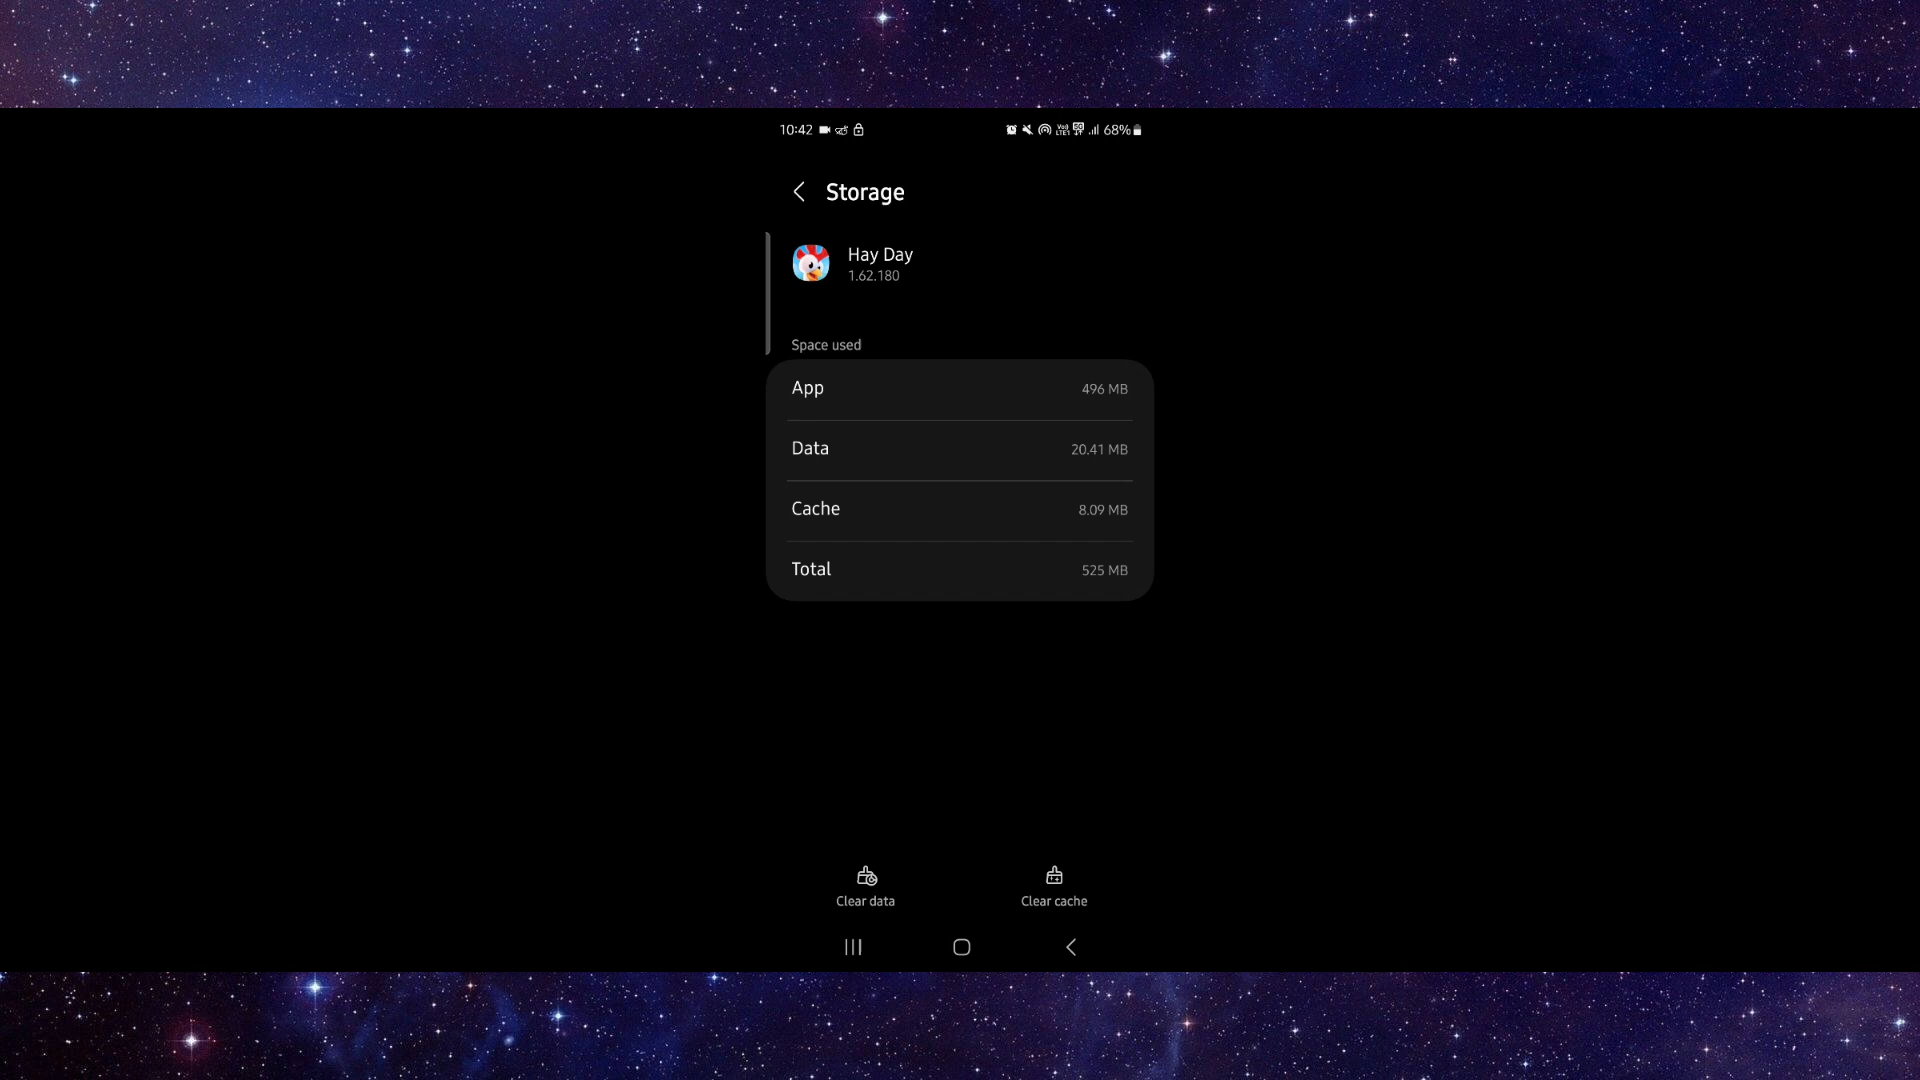 10:42
68%
Storage
Hay Day
1.62.180
Space used
App 496 MB
Data 20.41 MB
Cache 8.09 MB
Total 525 MB
Clear data
Clear cache